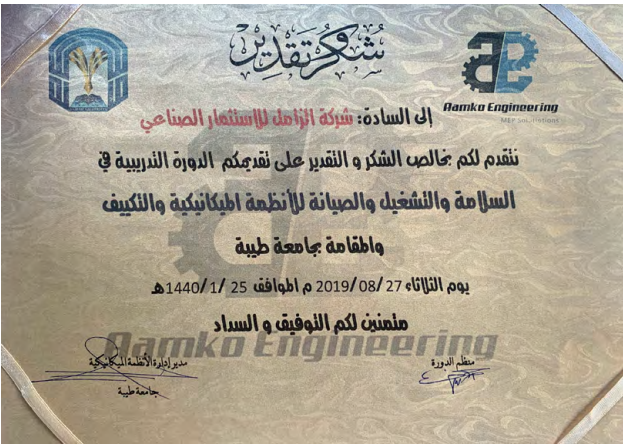 شكر وتقدير
Aamko Engineering
MEP Solutions
إلى السادة: شركة الزامل للاستثمار الصناعي
نتقدم لكم بخالص الشكر و التقدير على تقديمكم الدورة التدريبية في
السلامة والتشغيل والصيانة للأنظمة الميكانيكية والتكييف
والمقامة بجامعة طيبة
يوم الثلاثاء 2019/08/27 م الموافق 25 /1440/1هـ
متمنين لكم التوفيق و السداد
Aamko Engineering
منظم الدورة
مدير إدارة الأنظمة الميكانيكية
جامعة طيبة